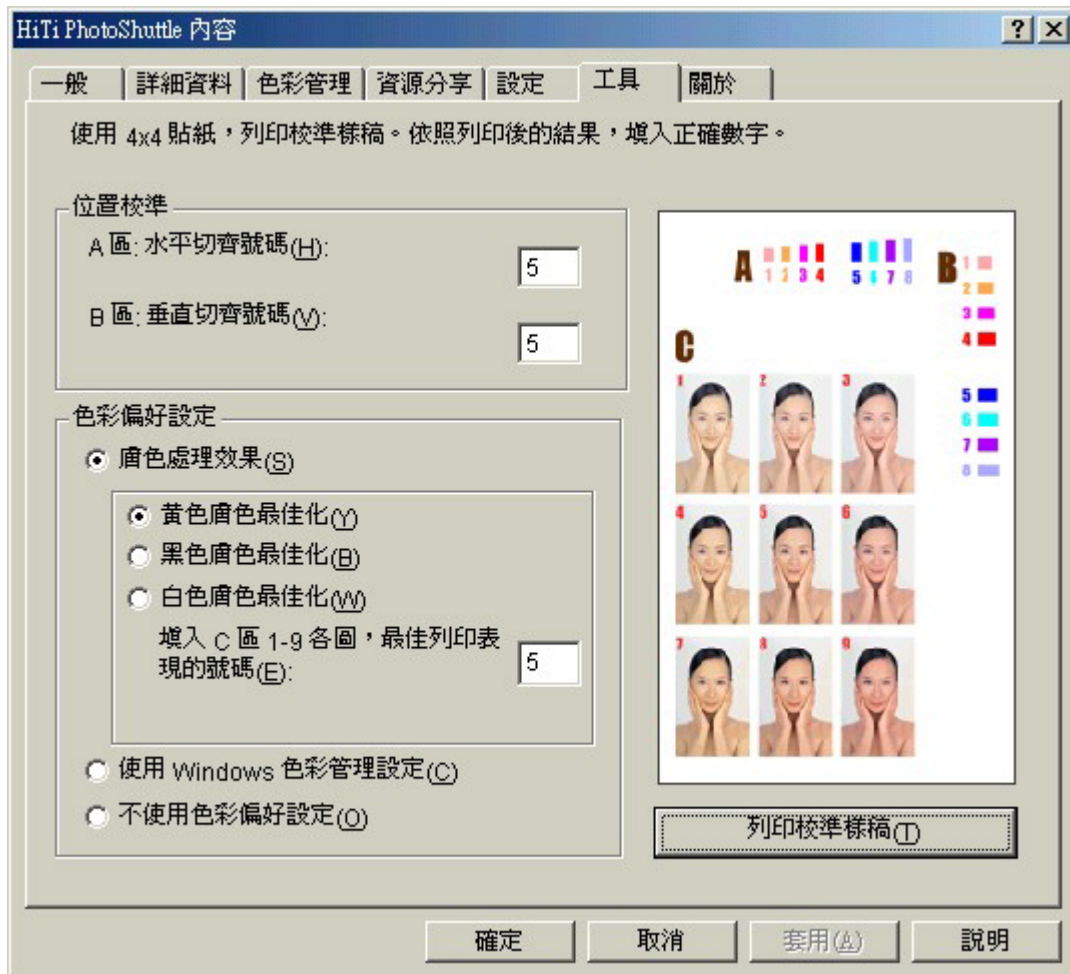 HiTi PhotoShuttle 內容
一般 詳細資料 色彩管理 資源分享 設定 工具 關於
使用 4x4 貼紙，列印校準樣稿。依照列印後的結果，填入正確數字。
位置校準
A 區: 水平切齊號碼(H):
5
B 區: 垂直切齊號碼(V):
5
色彩偏好設定
膚色處理效果(S)
黃色膚色最佳化(Y)
黑色膚色最佳化(B)
白色膚色最佳化(W)
填入 C 區 1-9 各圖，最佳列印表
現的號碼(E):
5
使用 Windows 色彩管理設定(C)
不使用色彩偏好設定(O)
A
1 2 3 4 5 6 7 8
B
1
2
3
4
5
6
7
8
C
1 2 3
4 5 6
7 8 9
列印校準樣稿(T)
確定 取消 套用(A) 說明